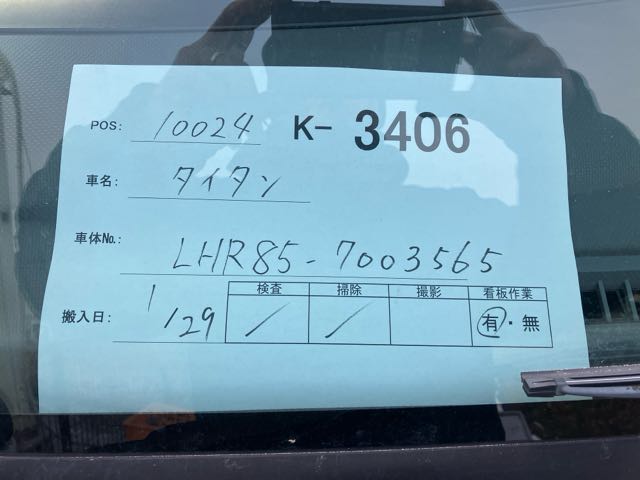 POS: 10024 K- 3406
車名: タイタン
車体No.: LHR85-7003565
搬入日: 1/29
検査 掃除 撮影 看板作業
／ ／ 有・無